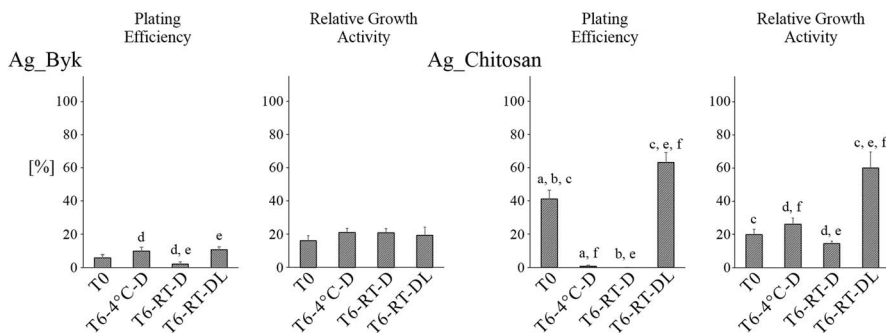 Plating
Efficiency
Relative Growth
Activity
Plating
Efficiency
Relative Growth
Activity
Ag_Byk
Ag_Chitosan
[%]
100
80
60
40
20
0
d
d, e
e
T0
T6-4°C-D
T6-RT-D
T6-RT-DL
100
80
60
40
20
0
T0
T6-4°C-D
T6-RT-D
T6-RT-DL
100
80
60
40
20
0
a, b, c
a, f
b, e
c, e, f
T0
T6-4°C-D
T6-RT-D
T6-RT-DL
100
80
60
40
20
0
c
d, f
d, e
c, e, f
T0
T6-4°C-D
T6-RT-D
T6-RT-DL